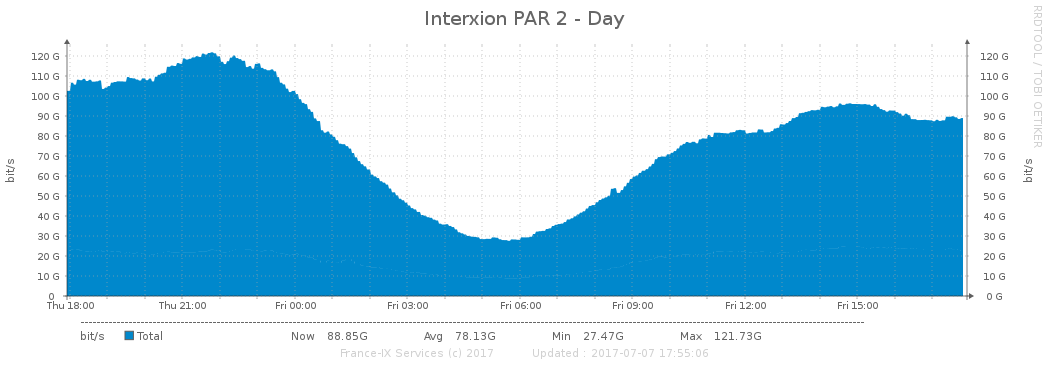 Interxion PAR 2 - Day
RRDTOOL / TOBI OETIKER
bit/s
bit/s
120 G 120 G
110 G 110 G
100 G 100 G
90 G 90 G
80 G 80 G
70 G 70 G
60 G 60 G
50 G 50 G
40 G 40 G
30 G 30 G
20 G 20 G
10 G 10 G
0 0 G
Thu 18:00 Thu 21:00 Fri 00:00 Fri 03:00 Fri 06:00 Fri 09:00 Fri 12:00 Fri 15:00
bit/s Total Now 88.85G Avg 78.13G Min 27.47G Max 121.73G
France-IX Services (c) 2017 Updated : 2017-07-07 17:55:06